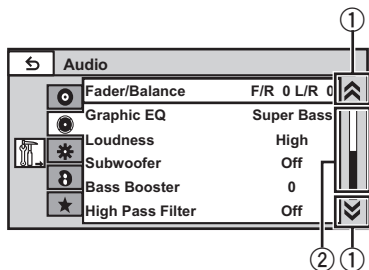 ①
Audio
Fader/Balance F/R 0 L/R 0
Graphic EQ Super Bass
Loudness High
Subwoofer Off
Bass Booster 0
High Pass Filter Off
② ①